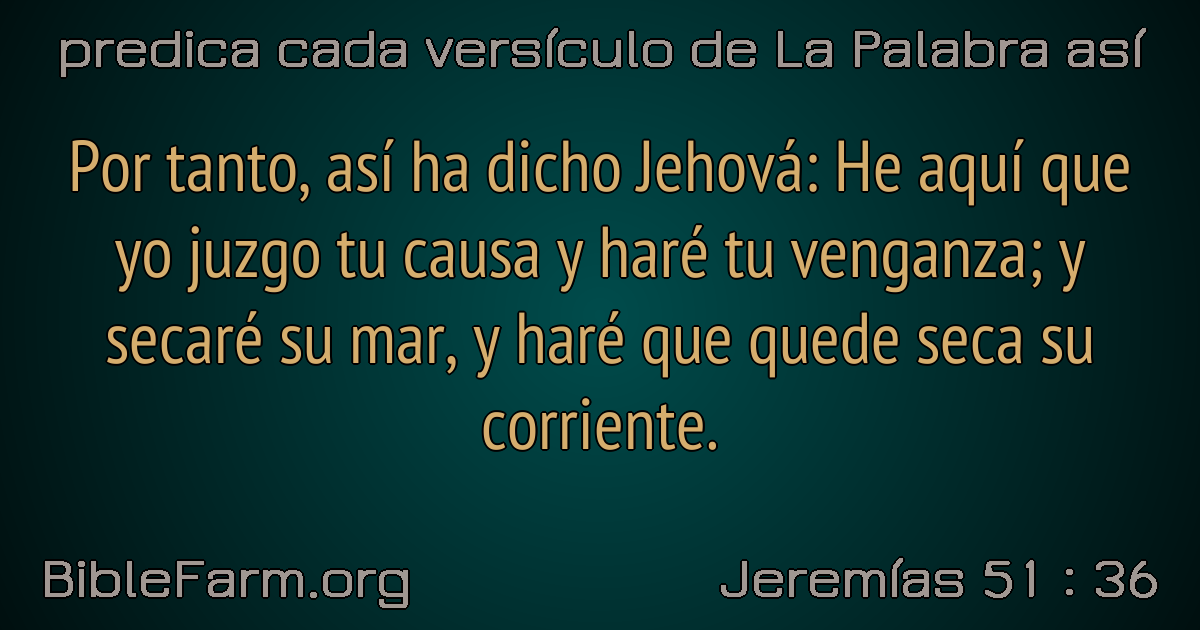 predica cada versículo de La Palabra así
Por tanto, así ha dicho Jehová: He aquí que
yo juzgo tu causa y haré tu venganza; y
secaré su mar, y haré que quede seca su
corriente.
BibleFarm.org
Jeremías 51 : 36